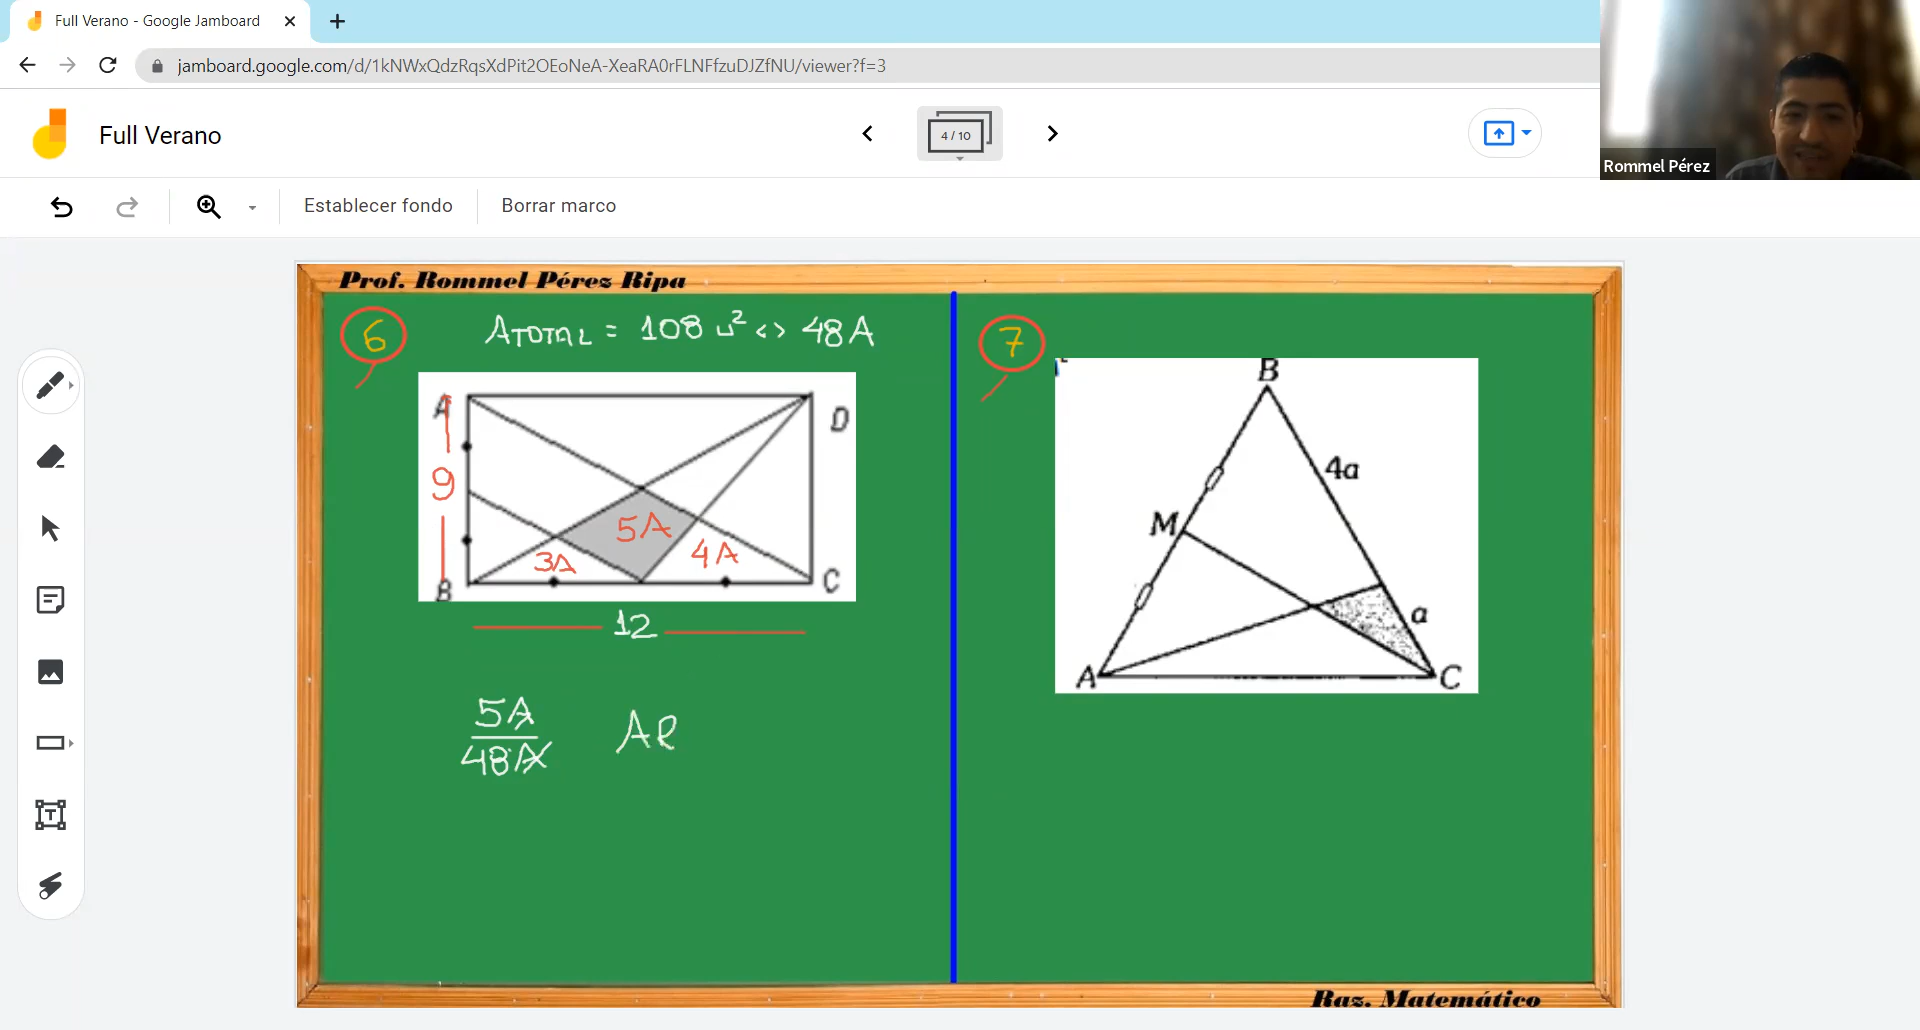 Full Verano - Google Jamboard
jamboard.google.com/d/1kNWxQdzRqsXdPit2OEoNeA-XeaRA0rFLNFfzuDJZfNU/viewer?f=3
Full Verano
4 / 10
Rommel Pérez
Establecer fondo
Borrar marco
Prof. Rommel Pérez Ripa
6
ATOTAL = 108 u² <> 48A
A
D
9
5A
3A
4A
B
C
12
5A
48A
AR
7
B
4a
M
a
A
C
Raz. Matemático